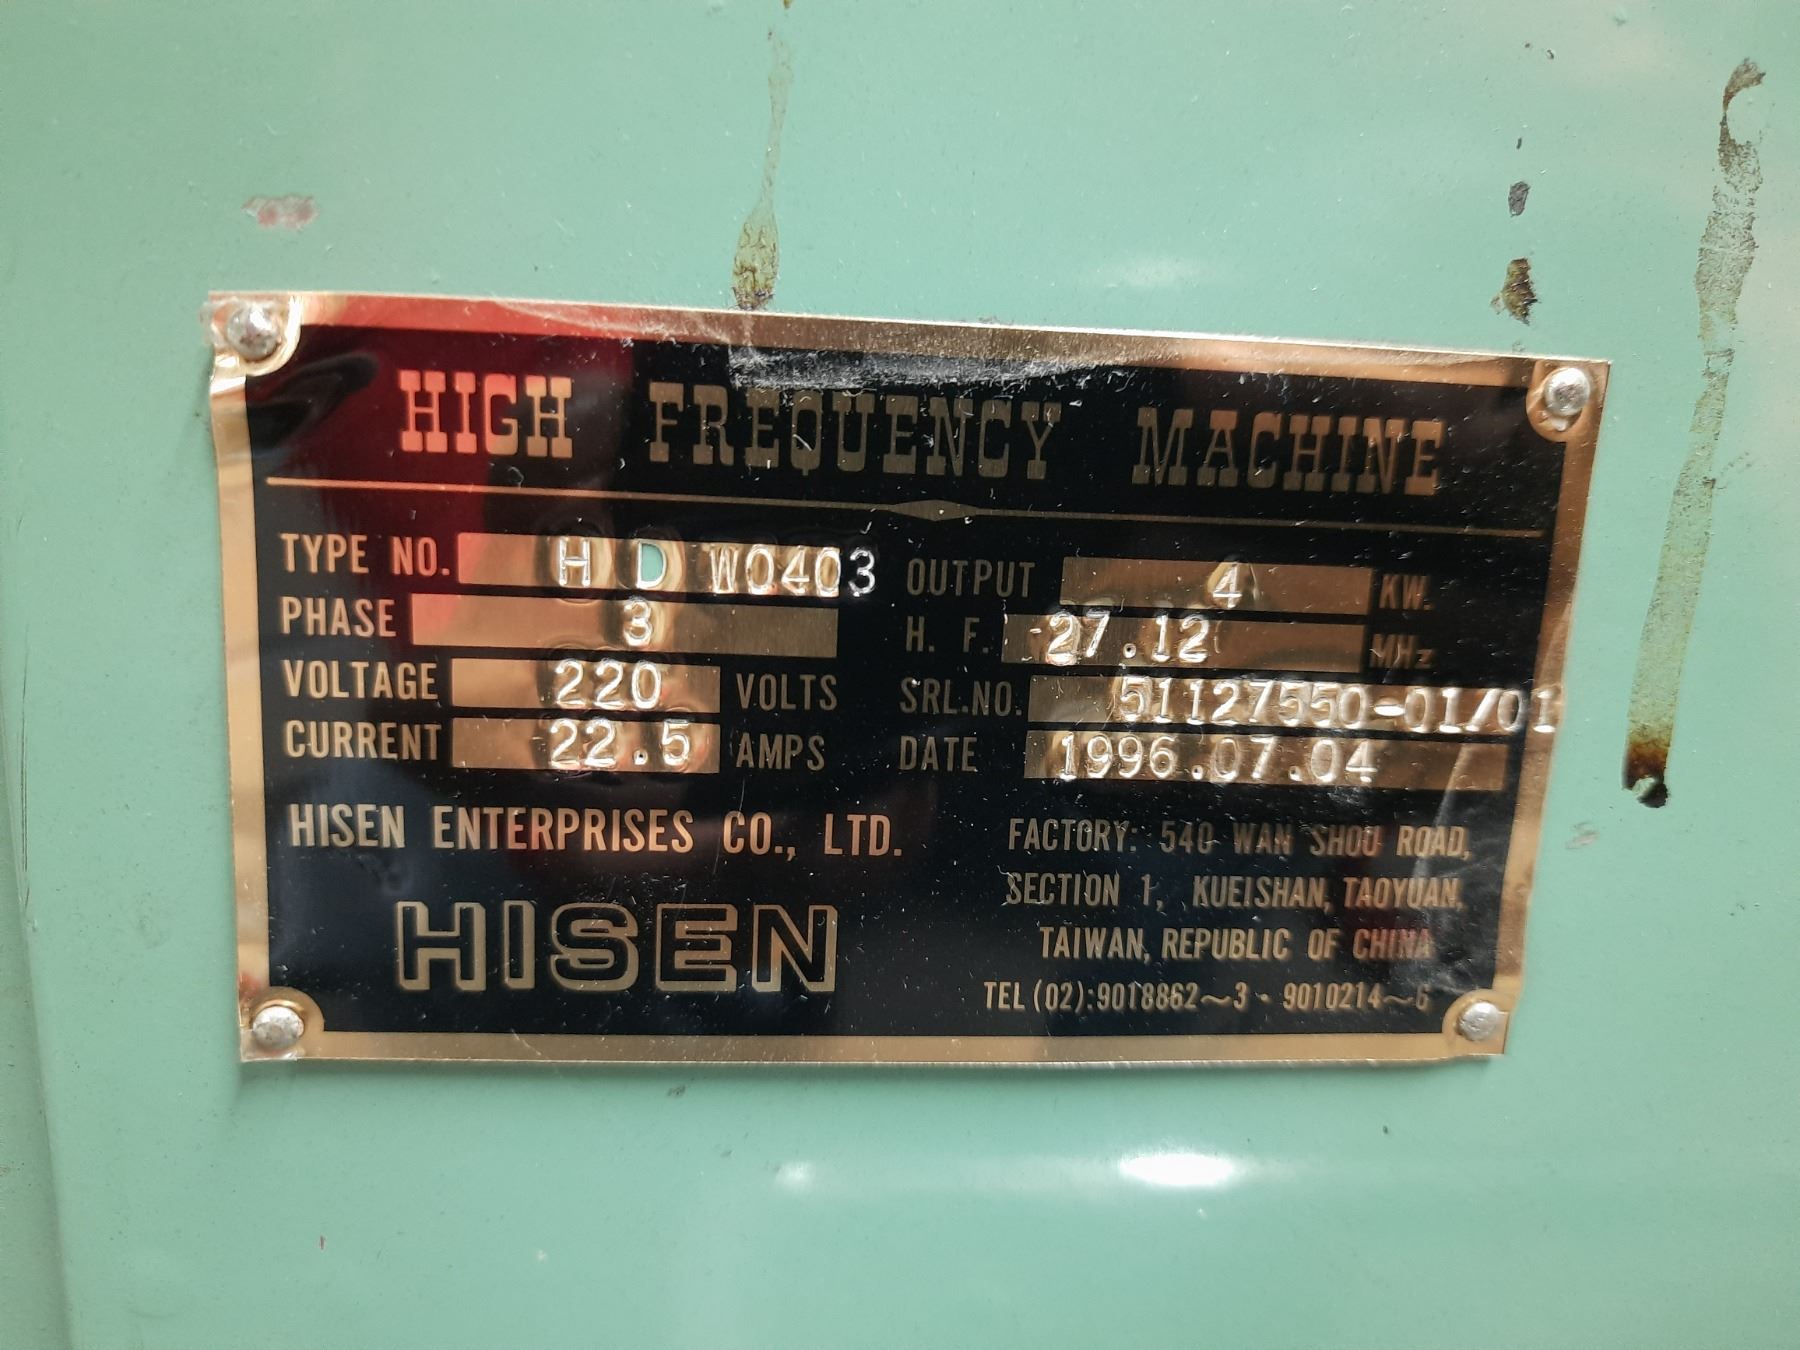 HIGH FREQUENCY MACHINE
TYPE NO. H D W0403 OUTPUT 4 KW.
PHASE 3 H. F. 27.12 MHz
VOLTAGE 220 VOLTS SRL.NO. 51127550-01/01
CURRENT 22.5 AMPS DATE 1996.07.04
HISEN ENTERPRISES CO., LTD.
HISEN
FACTORY: 540 WAN SHOU ROAD,
SECTION 1, KUEISHAN, TAOYUAN,
TAIWAN, REPUBLIC OF CHINA
TEL (02):9018862~3 · 9010214~6